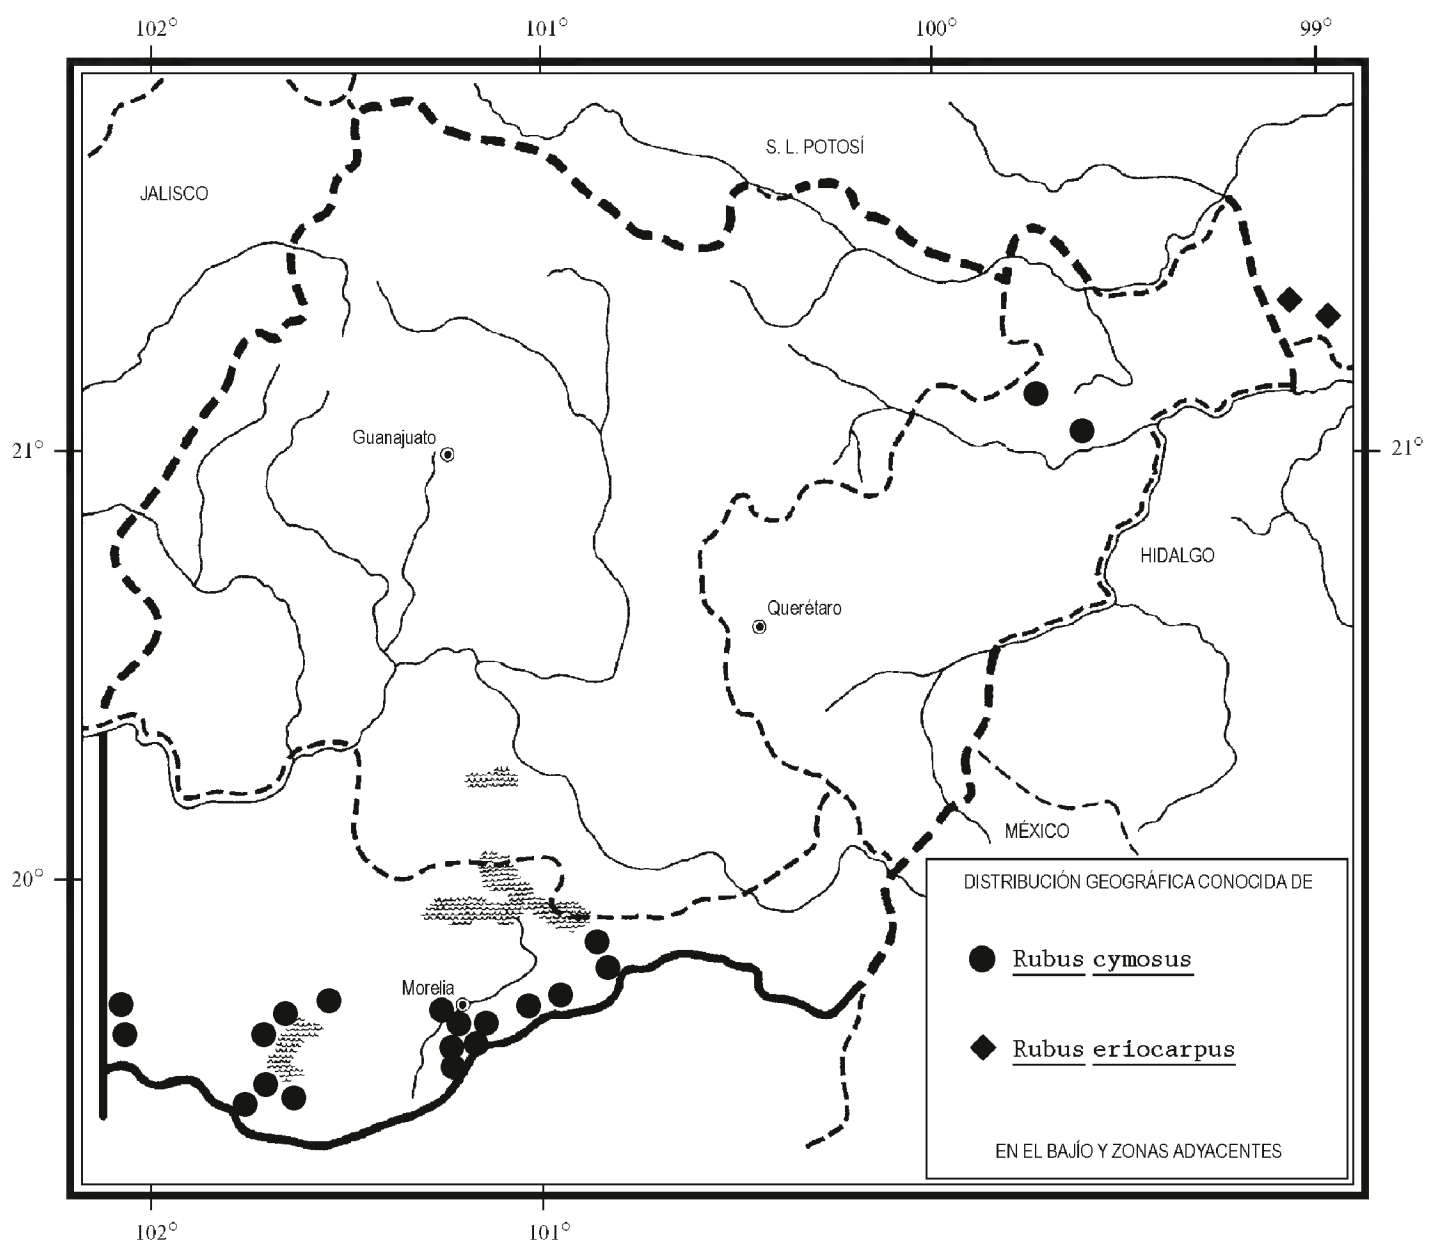 102° 101° 100° 99°
S. L. POTOSÍ
JALISCO
Guanajuato
21° 21°
HIDALGO
Querétaro
MÉXICO
20°
DISTRIBUCIÓN GEOGRÁFICA CONOCIDA DE
Rubus cymosus
Morelia
Rubus eriocarpus
EN EL BAJÍO Y ZONAS ADYACENTES
102° 101°